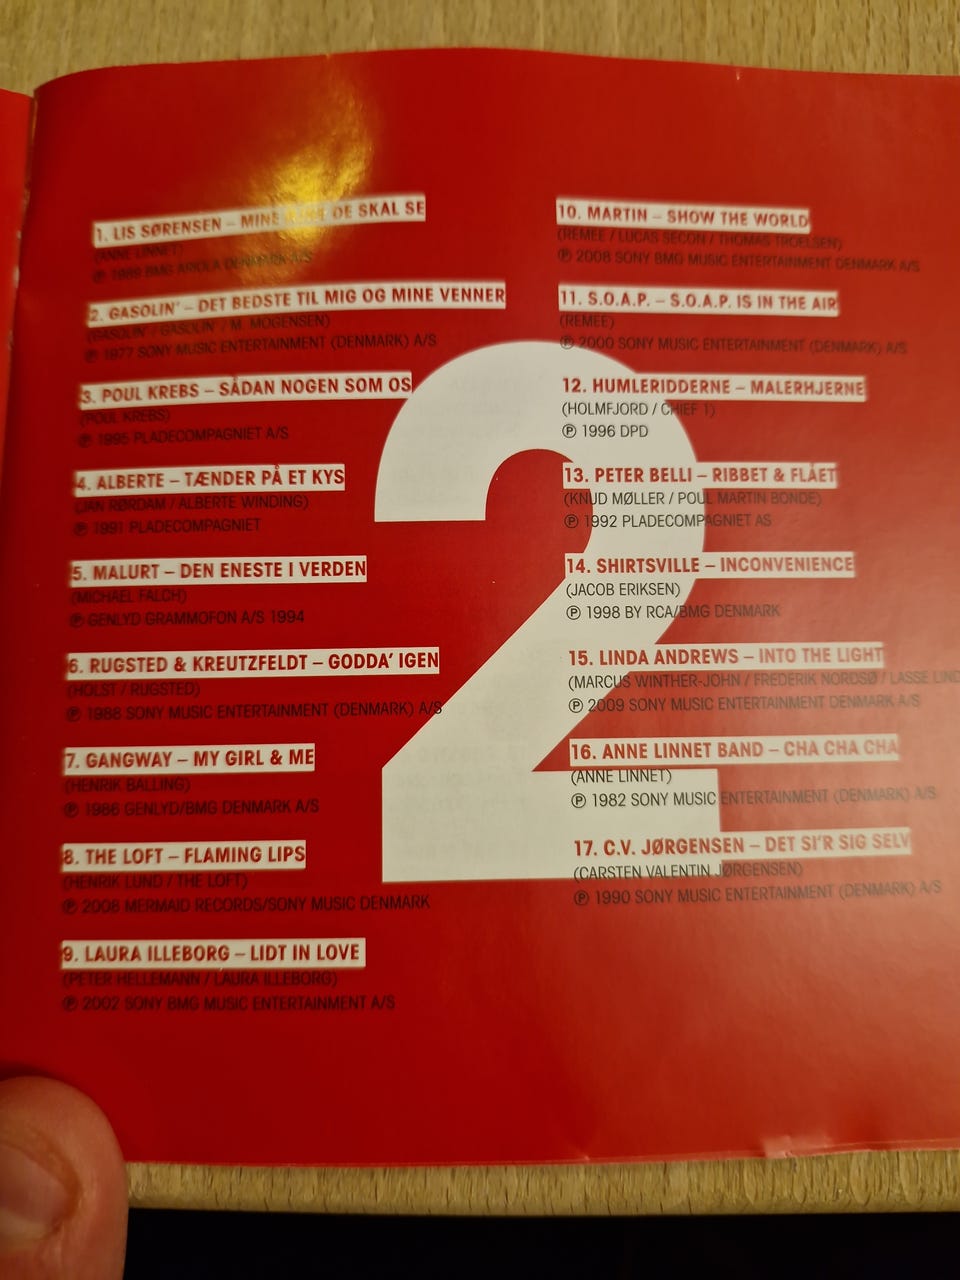 1. LIS SØRENSEN – MINE DE SKAL SE
(ANNE LINNET)
℗ 1989 BMG ARIOLA DENMARK A/S
2. GASOLIN' – DET BEDSTE TIL MIG OG MINE VENNER
(GASOLIN' / GASOLIN' / M. MOGENSEN)
℗ 1977 SONY MUSIC ENTERTAINMENT (DENMARK) A/S
3. POUL KREBS – SÅDAN NOGEN SOM OS
(POUL KREBS)
℗ 1995 PLADECOMPAGNIET A/S
4. ALBERTE – TÆNDER PÅ ET KYS
(JAN RØRDAM / ALBERTE WINDING)
℗ 1991 PLADECOMPAGNIET
5. MALURT – DEN ENESTE I VERDEN
(MICHAEL FALCH)
℗ GENLYD GRAMMOFON A/S 1994
6. RUGSTED & KREUTZFELDT – GODDA' IGEN
(HOLST / RUGSTED)
℗ 1988 SONY MUSIC ENTERTAINMENT (DENMARK) A/S
7. GANGWAY – MY GIRL & ME
(HENRIK BALLING)
℗ 1986 GENLYD/BMG DENMARK A/S
8. THE LOFT – FLAMING LIPS
(HENRIK LUND / THE LOFT)
℗ 2008 MERMAID RECORDS/SONY MUSIC DENMARK
9. LAURA ILLEBORG – LIDT IN LOVE
(PETER HELLEMANN / LAURA ILLEBORG)
℗ 2002 SONY BMG MUSIC ENTERTAINMENT A/S
2
10. MARTIN – SHOW THE WORLD
(REMEE / LUCAS SECON / THOMAS TROELSEN)
℗ 2008 SONY BMG MUSIC ENTERTAINMENT DENMARK A/S
11. S.O.A.P. – S.O.A.P. IS IN THE AIR
(REMEE)
℗ 2000 SONY MUSIC ENTERTAINMENT (DENMARK) A/S
12. HUMLERIDDERNE – MALERHJERNE
(HOLMFJORD / CHIEF 1)
℗ 1996 DPD
13. PETER BELLI – RIBBET & FLÅET
(KNUD MØLLER / POUL MARTIN BONDE)
℗ 1992 PLADECOMPAGNIET AS
14. SHIRTSVILLE – INCONVENIENCE
(JACOB ERIKSEN)
℗ 1998 BY RCA/BMG DENMARK
15. LINDA ANDREWS – INTO THE LIGHT
(MARCUS WINTHER-JOHN / FREDERIK NORDSØ / LASSE LIND
℗ 2009 SONY MUSIC ENTERTAINMENT DENMARK A/S
16. ANNE LINNET BAND – CHA CHA CHA
(ANNE LINNET)
℗ 1982 SONY MUSIC ENTERTAINMENT (DENMARK) A/S
17. C.V. JØRGENSEN – DET SI'R SIG SELV
(CARSTEN VALENTIN JØRGENSEN)
℗ 1990 SONY MUSIC ENTERTAINMENT (DENMARK) A/S